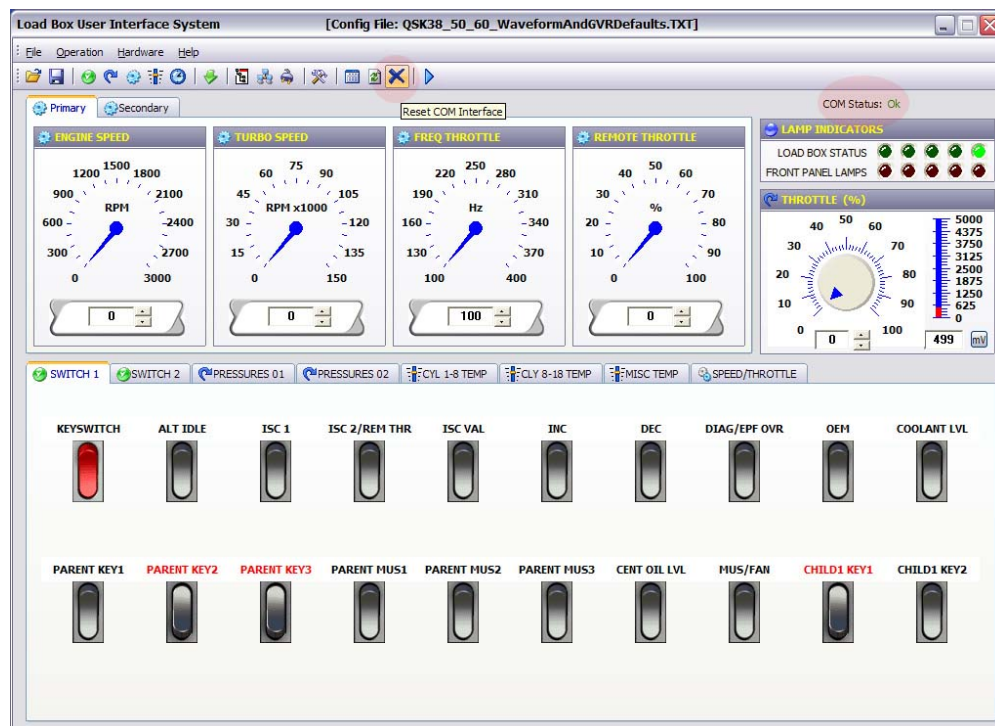 Load Box User Interface System [Config File: QSK38_50_60_WaveformAndGVRDefaults.TXT]
File Operation Hardware Help
Reset COM Interface
COM Status: Ok
Primary Secondary
ENGINE SPEED
1500
1200 1800
900 2100
RPM
600 2400
300 2700
0 3000
0
TURBO SPEED
75
60 90
45 105
RPM x1000
30 120
15 135
0 150
0
FREQ THROTTLE
250
220 280
190 310
Hz
160 340
130 370
100 400
100
REMOTE THROTTLE
50
40 60
30 70
%
20 80
10 90
0 100
0
LAMP INDICATORS
LOAD BOX STATUS
FRONT PANEL LAMPS
THROTTLE (%)
50
40 60
30 70
20 80
10 90
0 100
0
5000
4375
3750
3125
2500
1875
1250
625
0
499 mV
SWITCH 1 SWITCH 2 PRESSURES 01 PRESSURES 02 CYL 1-8 TEMP CLY 8-18 TEMP MISC TEMP SPEED/THROTTLE
KEYSWITCH ALT IDLE ISC 1 ISC 2/REM THR ISC VAL INC DEC DIAG/EPF OVR OEM COOLANT LVL
PARENT KEY1 PARENT KEY2 PARENT KEY3 PARENT MUS1 PARENT MUS2 PARENT MUS3 CENT OIL LVL MUS/FAN CHILD1 KEY1 CHILD1 KEY2